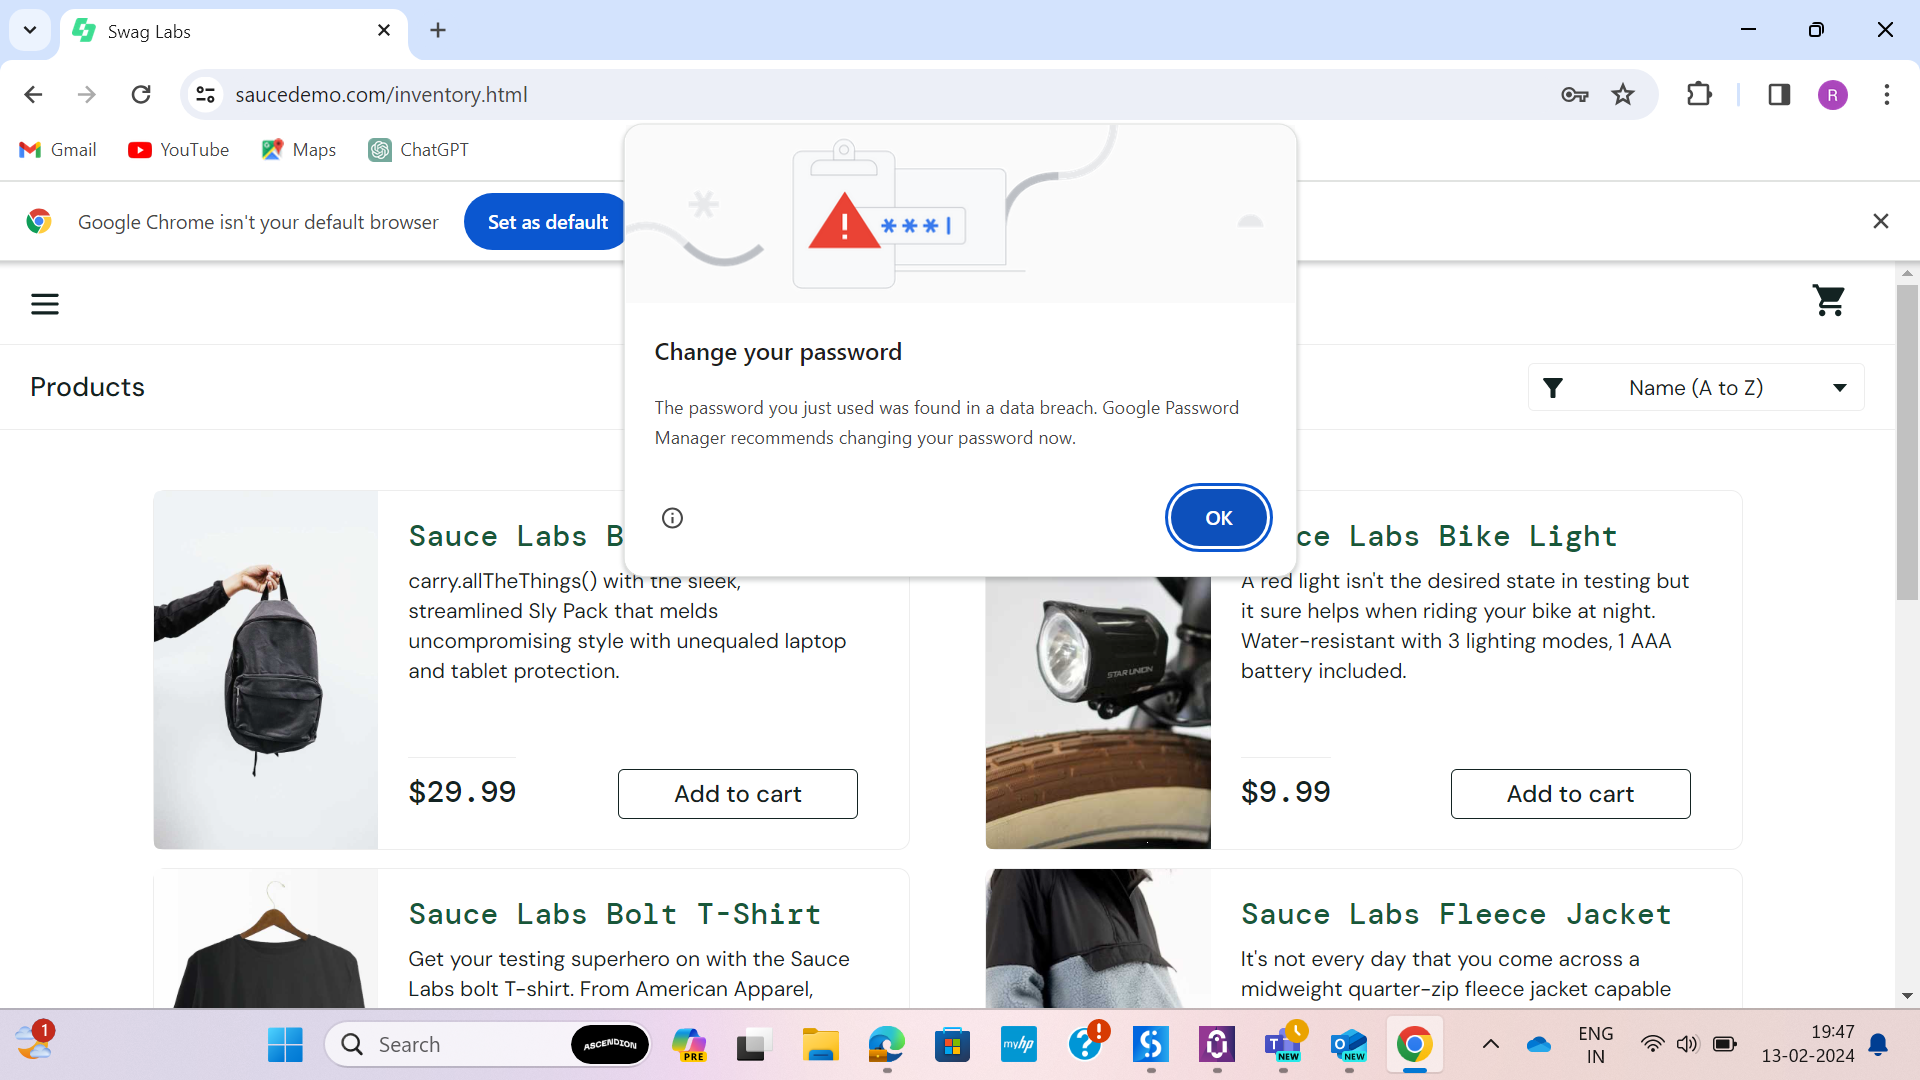 Swag Labs
saucedemo.com/inventory.html
R
Gmail
YouTube
Maps
ChatGPT
Google Chrome isn't your default browser
Set as default
***|
Change your password
The password you just used was found in a data breach. Google Password
Manager recommends changing your password now.
OK
Products
Name (A to Z)
Sauce Labs B
carry.allTheThings() with the sleek,
streamlined Sly Pack that melds
uncompromising style with unequaled laptop
and tablet protection.
$29.99
Add to cart
ce Labs Bike Light
A red light isn't the desired state in testing but
it sure helps when riding your bike at night.
Water-resistant with 3 lighting modes, 1 AAA
battery included.
STAR UNION
$9.99
Add to cart
Sauce Labs Bolt T-Shirt
Get your testing superhero on with the Sauce
Labs bolt T-shirt. From American Apparel,
Sauce Labs Fleece Jacket
It's not every day that you come across a
midweight quarter-zip fleece jacket capable
1
Search
ASCENDION
PRE
myhp
NEW
NEW
ENG
IN
19:47
13-02-2024